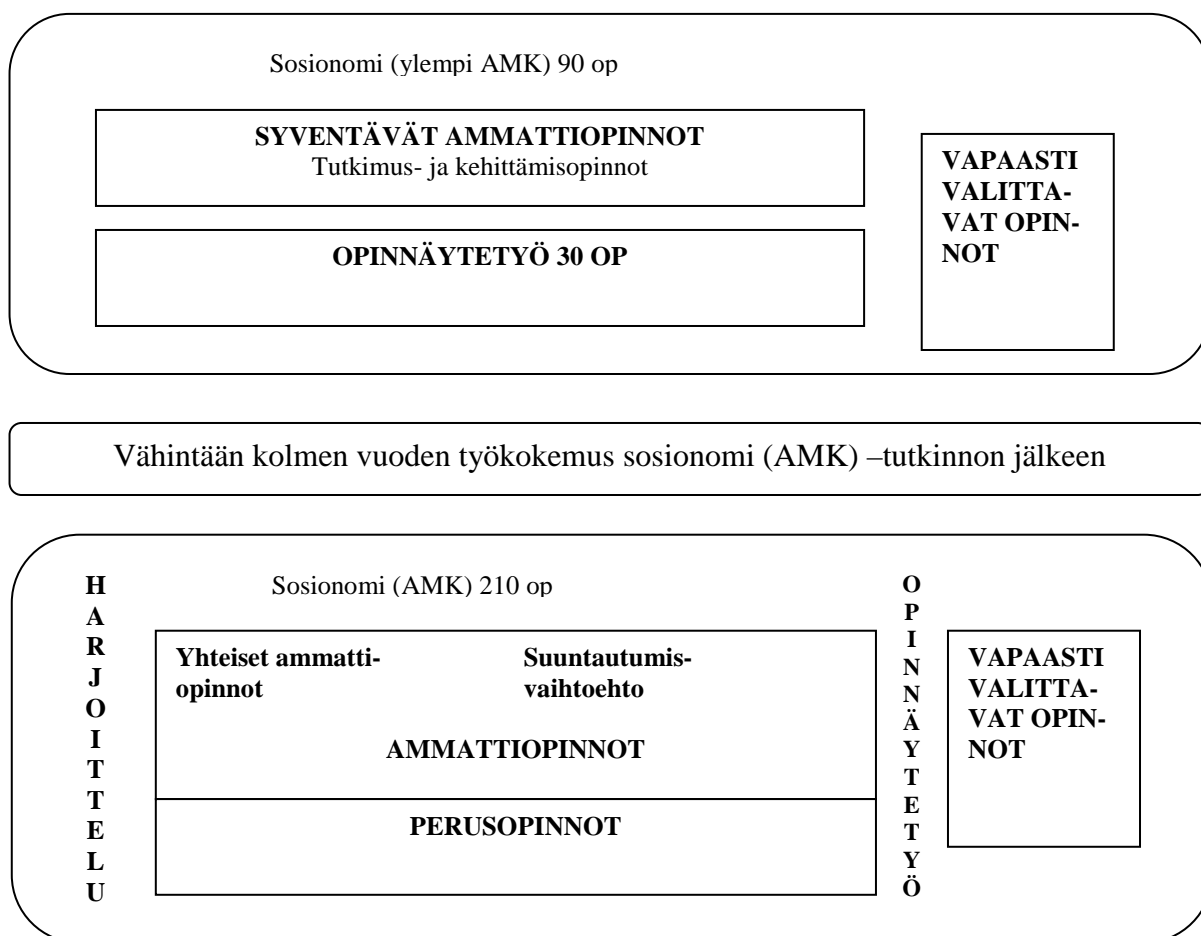 Sosionomi (ylempi AMK) 90 op
SYVENTÄVÄT AMMATTIOPINNOT
Tutkimus- ja kehittämisopinnot
OPINNÄYTETYÖ 30 OP
VAPAASTI
VALITTA-
VAT OPIN-
NOT
Vähintään kolmen vuoden työkokemus sosionomi (AMK) –tutkinnon jälkeen
HARJOITTELU
Sosionomi (AMK) 210 op
Yhteiset ammatti-
opinnot
Suuntautumis-
vaihtoehto
AMMATTIOPINNOT
PERUSOPINNOT
OPINNÄYTETYÖ
VAPAASTI
VALITTA-
VAT OPIN-
NOT